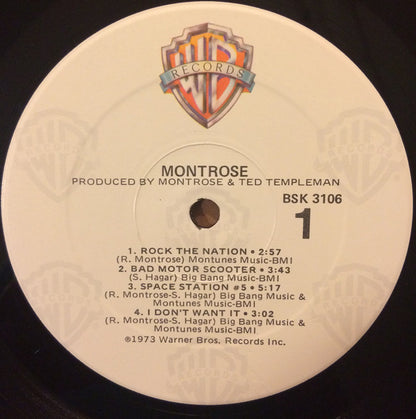 WB
RECORDS
MONTROSE
PRODUCED BY MONTROSE & TED TEMPLEMAN
BSK 3106
1
1. ROCK THE NATION • 2:57
(R. Montrose) Montunes Music-BMI
2. BAD MOTOR SCOOTER • 3:43
(S. Hagar) Big Bang Music-BMI
3. SPACE STATION #5 • 5:17
(R. Montrose-S. Hagar) Big Bang Music &
Montunes Music-BMI
4. I DON'T WANT IT • 3:02
(R. Montrose-S. Hagar) Big Bang Music &
Montunes Music-BMI
℗1973 Warner Bros. Records Inc.